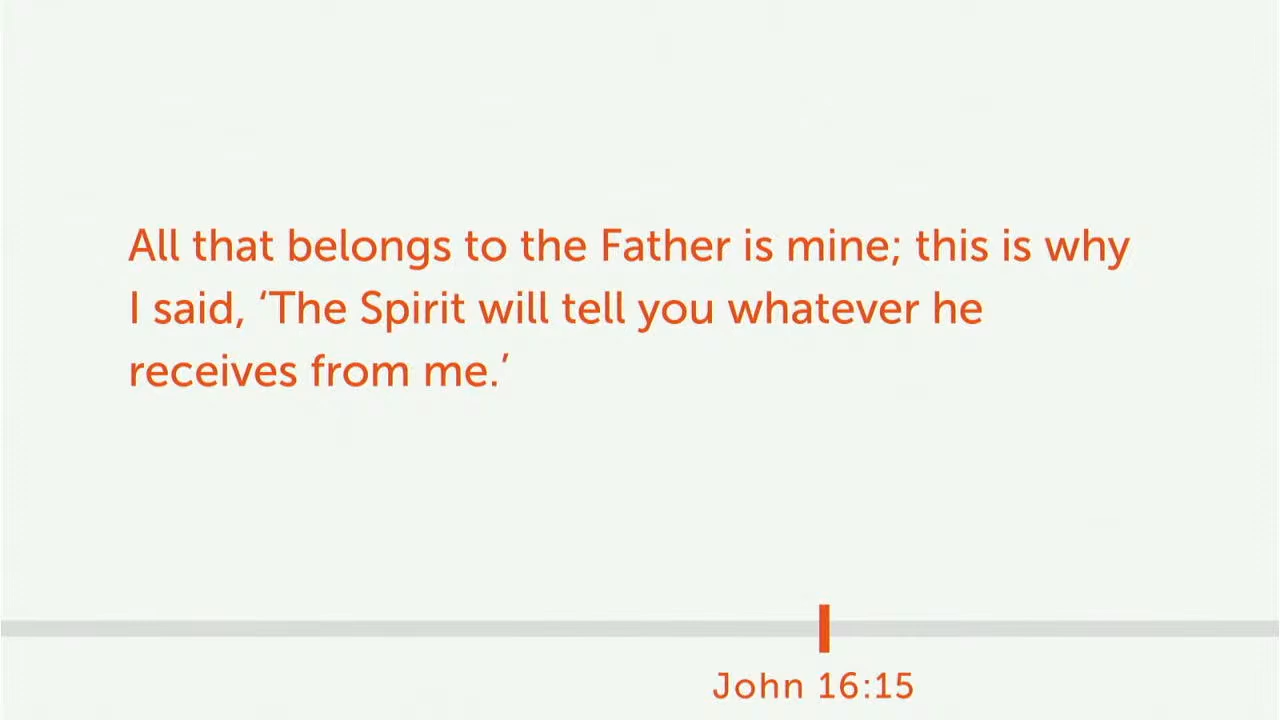 All that belongs to the Father is mine; this is why
I said, ‘The Spirit will tell you whatever he
receives from me.’
John 16:15